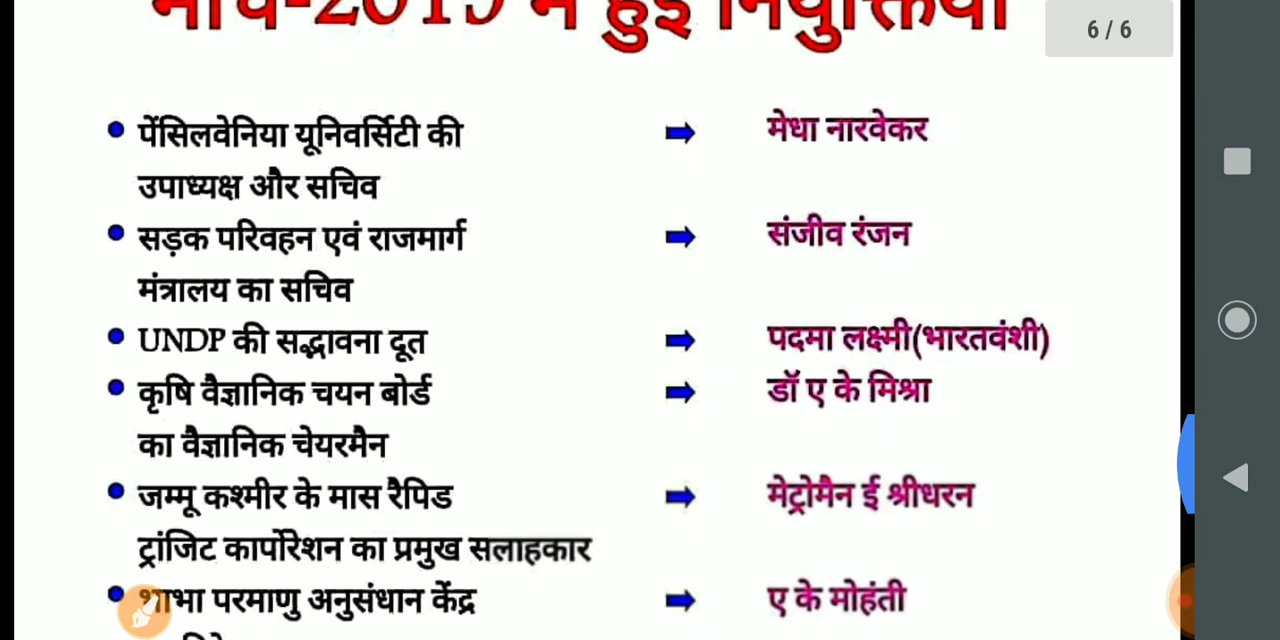 मार्च-2019 में हुई नियुक्तियां
6 / 6
पेंसिलवेनिया यूनिवर्सिटी की
उपाध्यक्ष और सचिव
मेधा नारवेकर
सड़क परिवहन एवं राजमार्ग
मंत्रालय का सचिव
संजीव रंजन
UNDP की सद्भावना दूत
पदमा लक्ष्मी(भारतवंशी)
कृषि वैज्ञानिक चयन बोर्ड
का वैज्ञानिक चेयरमैन
डॉ ए के मिश्रा
जम्मू कश्मीर के मास रैपिड
ट्रांजिट कार्पोरेशन का प्रमुख सलाहकार
मेट्रोमैन ई श्रीधरन
भाभा परमाणु अनुसंधान केंद्र
ए के मोहंती